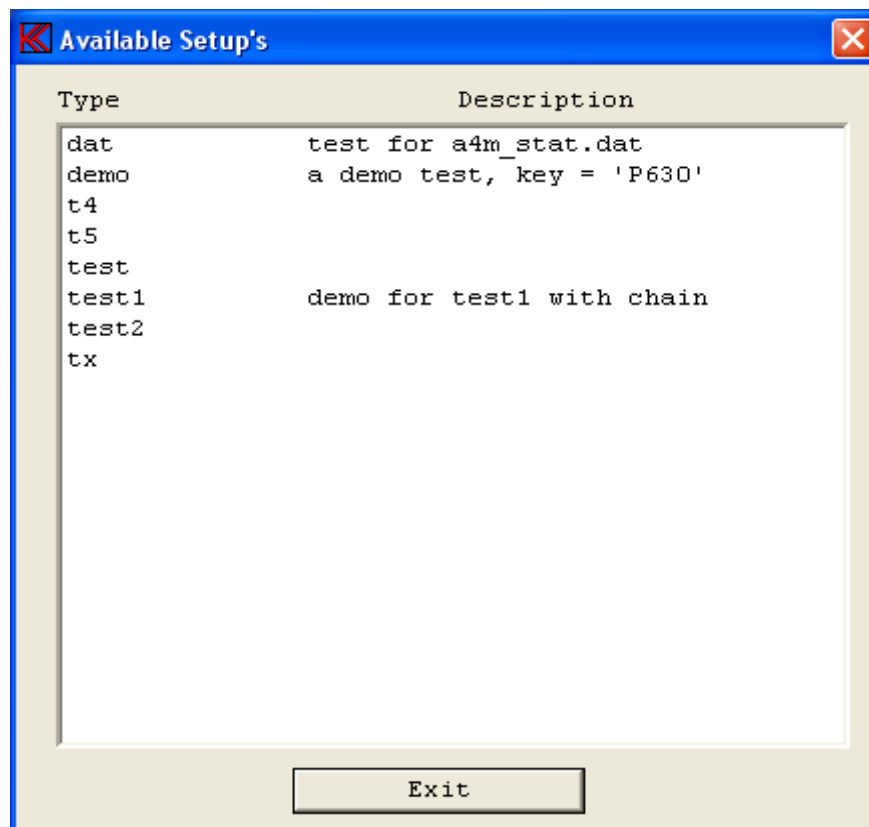 Available Setup's
Type Description
dat test for a4m_stat.dat
demo a demo test, key = 'P630'
t4
t5
test
test1 demo for test1 with chain
test2
tx
Exit